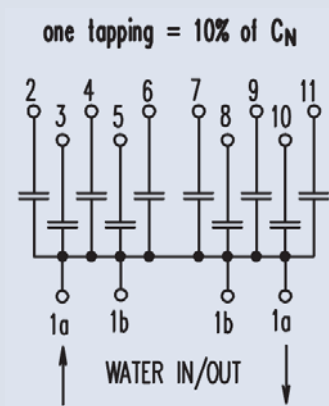 one tapping = 10% of CN
2 4 6 7 9 11
3 5 8 10
1a 1b 1b 1a
WATER IN/OUT